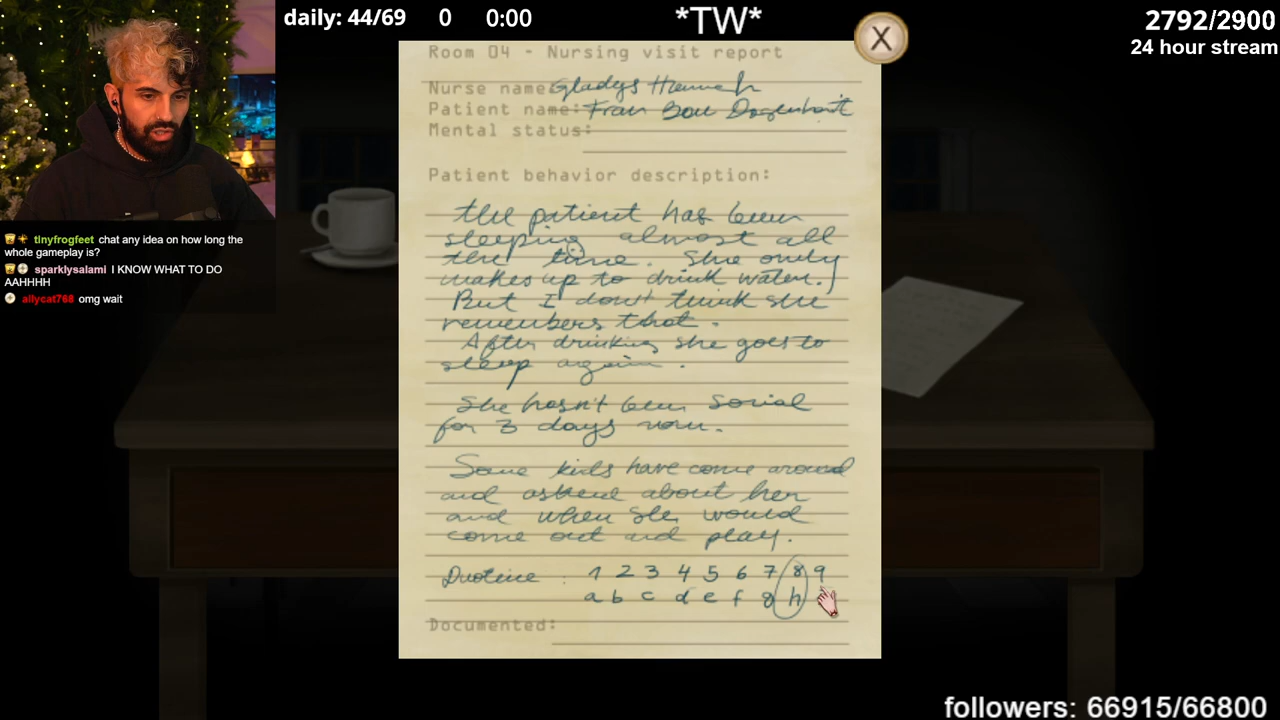 daily: 44/69 0 0:00
*TW*
2792/2900
24 hour stream
X
Room 04 - Nursing visit report
Nurse name: Gladys
Patient name: Fran Bow Dagenhart
Mental status:
Patient behavior description:
the patient has been
sleeping almost all
the time. She only
wakes up to drink water.)
But I don't think she
remembers that.
After drinking she goes to
sleep again.
She hasn't been social
for 3 days now.
Some kids have come around
and asked about her
and when she would
come out and play.
Duotine : 1 2 3 4 5 6 7 8 9
a b c d e f g h
Documented:
tinyfrogfeet chat any idea on how long the
whole gameplay is?
sparklysalami I KNOW WHAT TO DO
AAHHHH
allycat768 omg wait
followers: 66915/66800